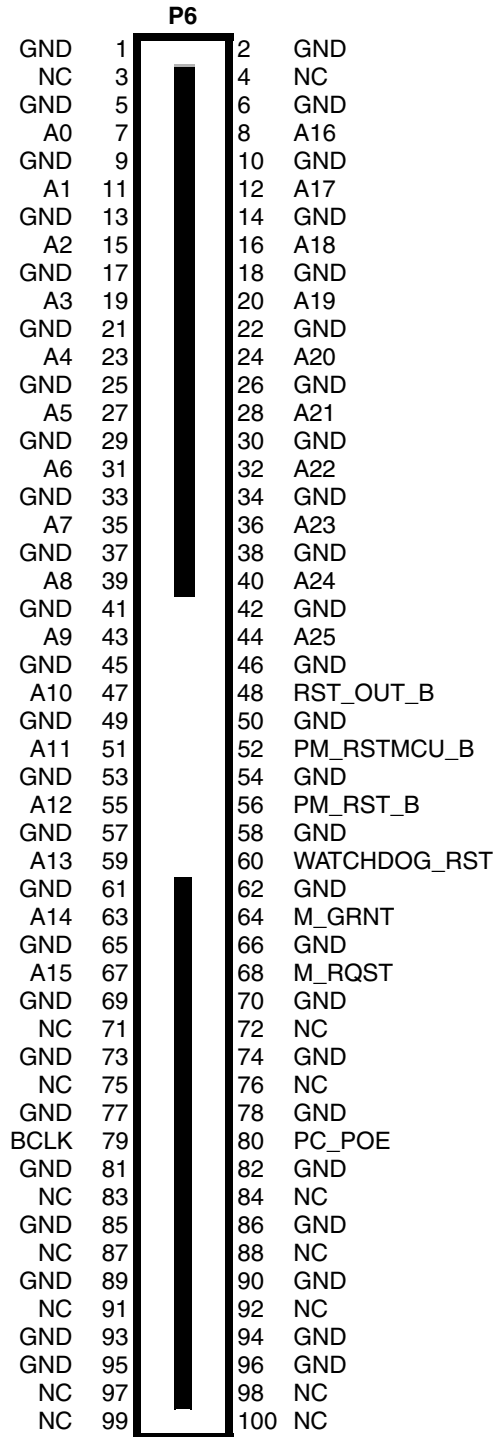 P6
GND 1 2 GND
NC 3 4 NC
GND 5 6 GND
A0 7 8 A16
GND 9 10 GND
A1 11 12 A17
GND 13 14 GND
A2 15 16 A18
GND 17 18 GND
A3 19 20 A19
GND 21 22 GND
A4 23 24 A20
GND 25 26 GND
A5 27 28 A21
GND 29 30 GND
A6 31 32 A22
GND 33 34 GND
A7 35 36 A23
GND 37 38 GND
A8 39 40 A24
GND 41 42 GND
A9 43 44 A25
GND 45 46 GND
A10 47 48 RST_OUT_B
GND 49 50 GND
A11 51 52 PM_RSTMCU_B
GND 53 54 GND
A12 55 56 PM_RST_B
GND 57 58 GND
A13 59 60 WATCHDOG_RST
GND 61 62 GND
A14 63 64 M_GRNT
GND 65 66 GND
A15 67 68 M_RQST
GND 69 70 GND
NC 71 72 NC
GND 73 74 GND
NC 75 76 NC
GND 77 78 GND
BCLK 79 80 PC_POE
GND 81 82 GND
NC 83 84 NC
GND 85 86 GND
NC 87 88 NC
GND 89 90 GND
NC 91 92 NC
GND 93 94 GND
GND 95 96 GND
NC 97 98 NC
NC 99 100 NC